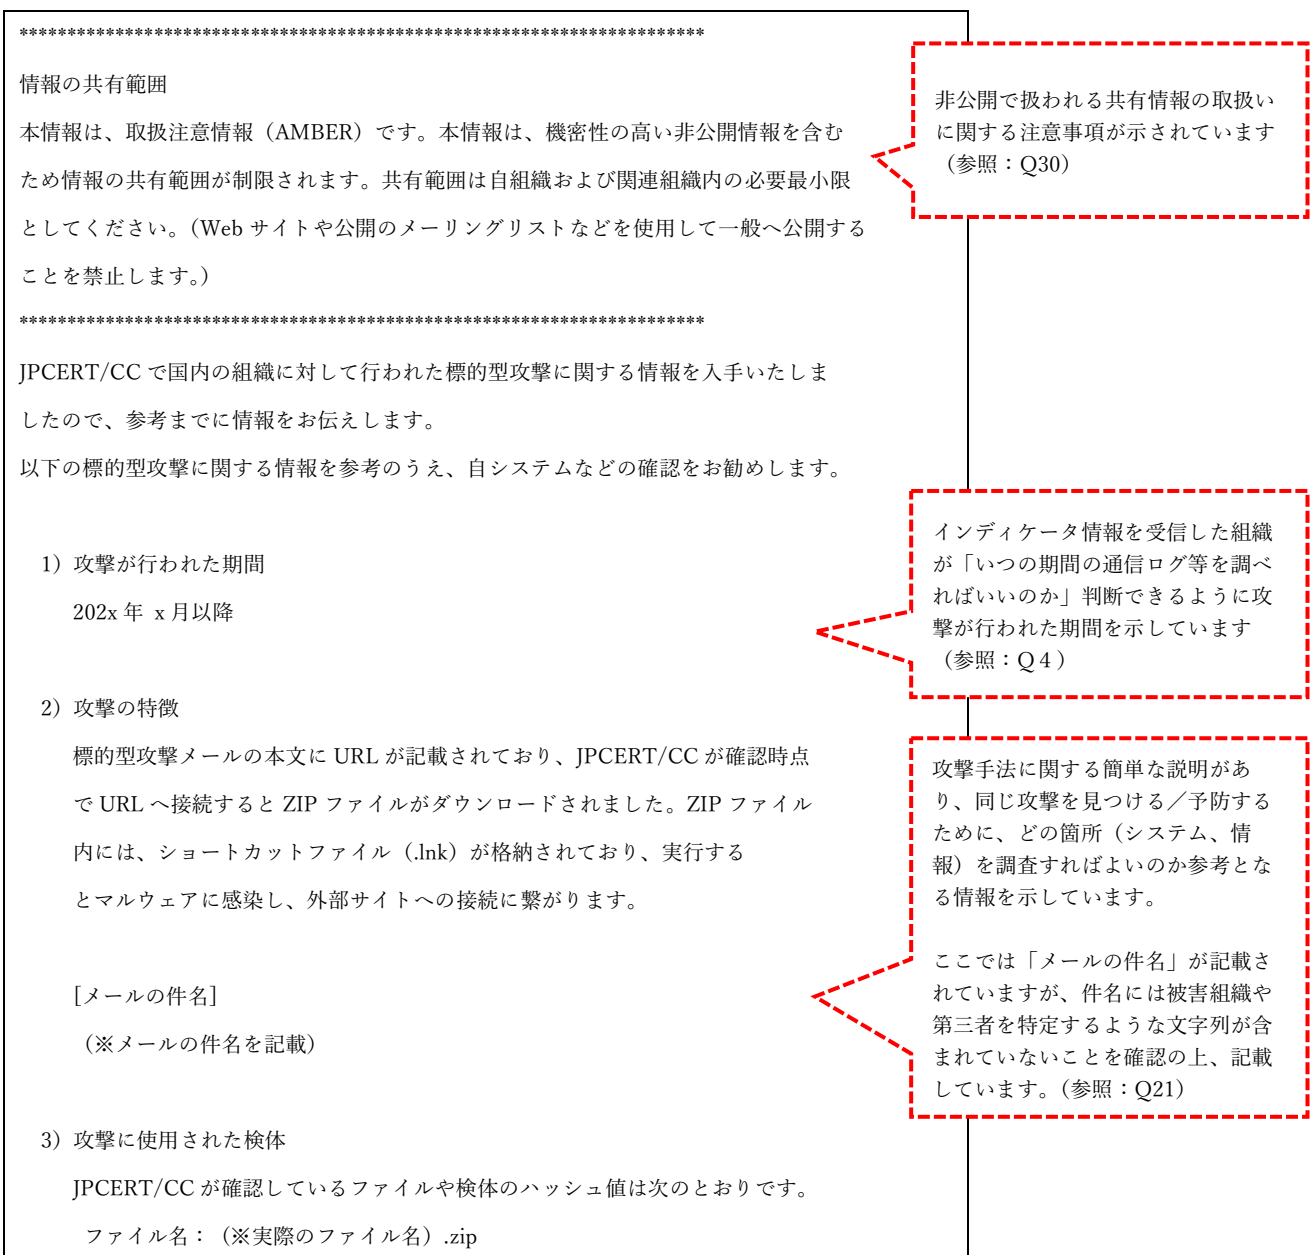 ***********************************************************************
情報の共有範囲
本情報は、取扱注意情報（AMBER）です。本情報は、機密性の高い非公開情報を含む
ため情報の共有範囲が制限されます。共有範囲は自組織および関連組織内の必要最小限
としてください。（Web サイトや公開のメーリングリストなどを使用して一般へ公開する
ことを禁止します。）
***********************************************************************
非公開で扱われる共有情報の取扱い
に関する注意事項が示されています
（参照：Q30）
JPCERT/CC で国内の組織に対して行われた標的型攻撃に関する情報を入手いたしま
したので、参考までに情報をお伝えします。
以下の標的型攻撃に関する情報を参考のうえ、自システムなどの確認をお勧めします。
1）攻撃が行われた期間
202x 年 x 月以降
インディケータ情報を受信した組織
が「いつの期間の通信ログ等を調べ
ればいいのか」判断できるように攻
撃が行われた期間を示しています
（参照：Q４）
2）攻撃の特徴
標的型攻撃メールの本文に URL が記載されており、JPCERT/CC が確認時点
で URL へ接続すると ZIP ファイルがダウンロードされました。ZIP ファイル
内には、ショートカットファイル（.lnk）が格納されており、実行する
とマルウェアに感染し、外部サイトへの接続に繋がります。
[メールの件名]
（※メールの件名を記載）
攻撃手法に関する簡単な説明があ
り、同じ攻撃を見つける／予防する
ために、どの箇所（システム、情
報）を調査すればよいのか参考とな
る情報を示しています。
ここでは「メールの件名」が記載さ
れていますが、件名には被害組織や
第三者を特定するような文字列が含
まれていないことを確認の上、記載
しています。（参照：Q21）
3）攻撃に使用された検体
JPCERT/CC が確認しているファイルや検体のハッシュ値は次のとおりです。
ファイル名：（※実際のファイル名）.zip